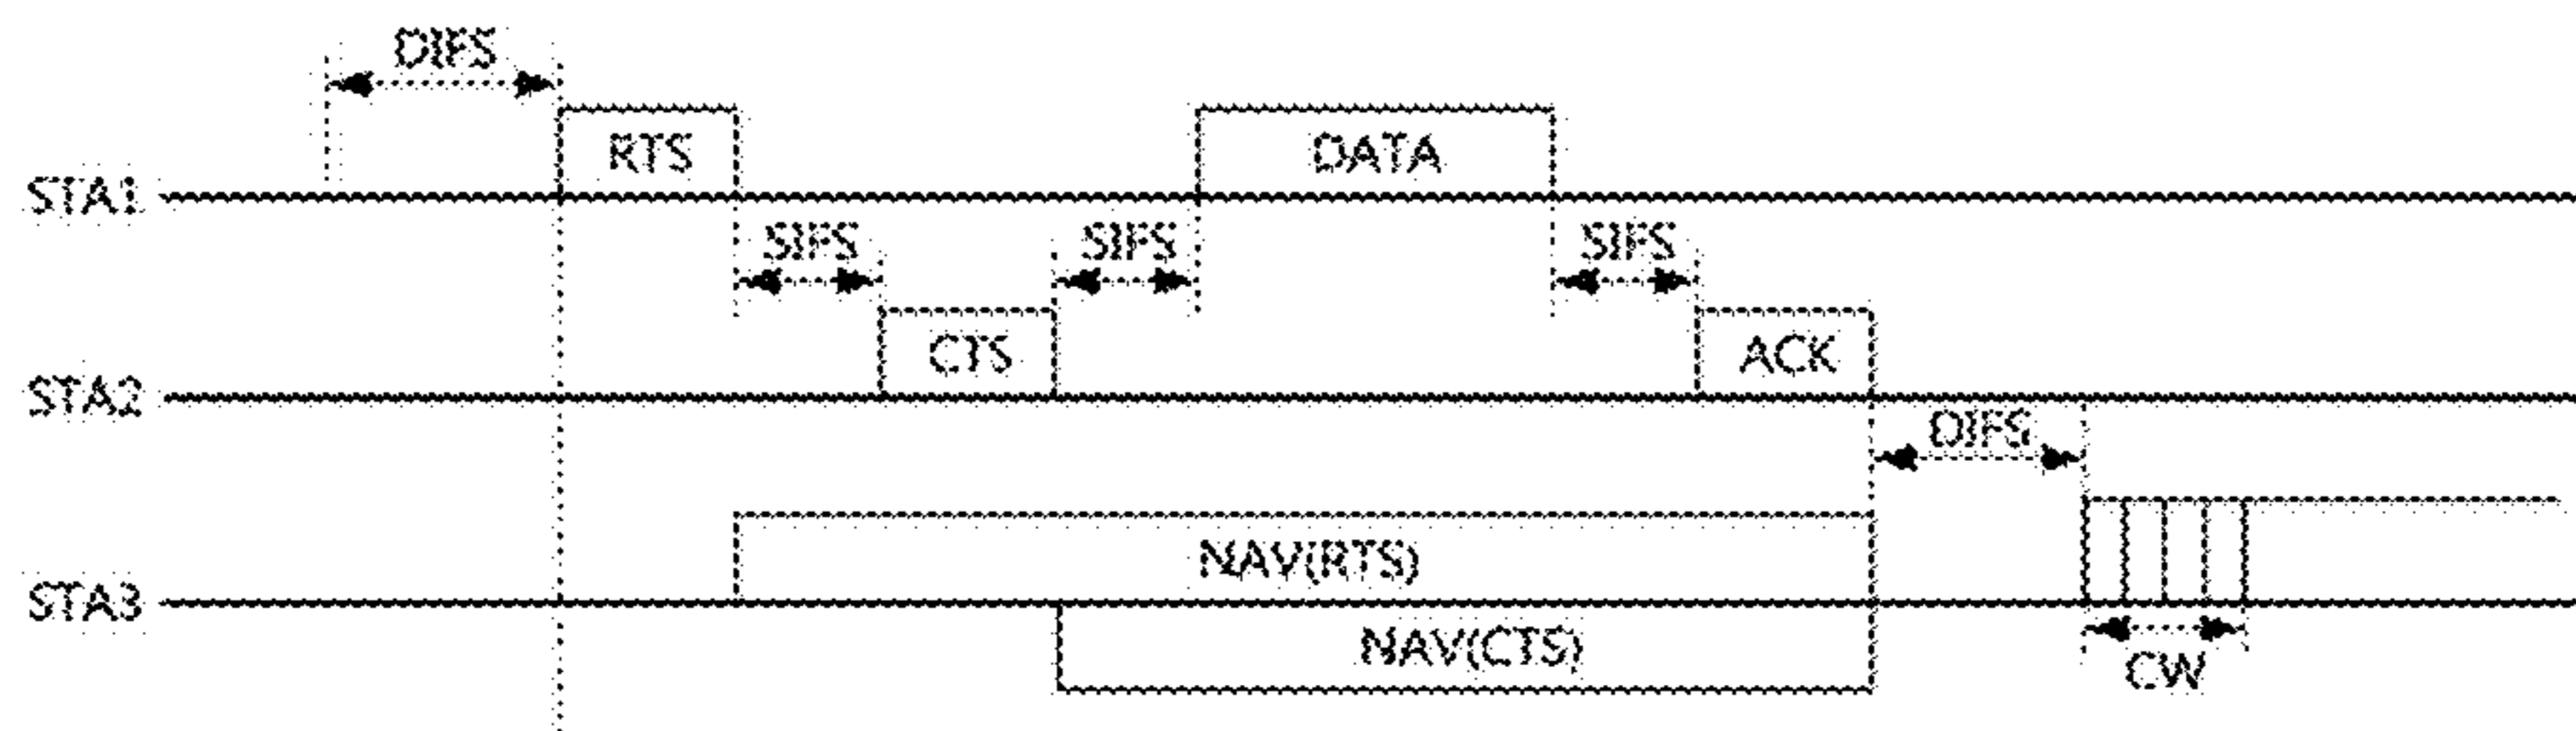 DIFS
RTS
DATA
STA1
SIFS SIFS SIFS
CTS
ACK
STA2
DIFS
NAV(RTS)
STA3
NAV(CTS)
CW